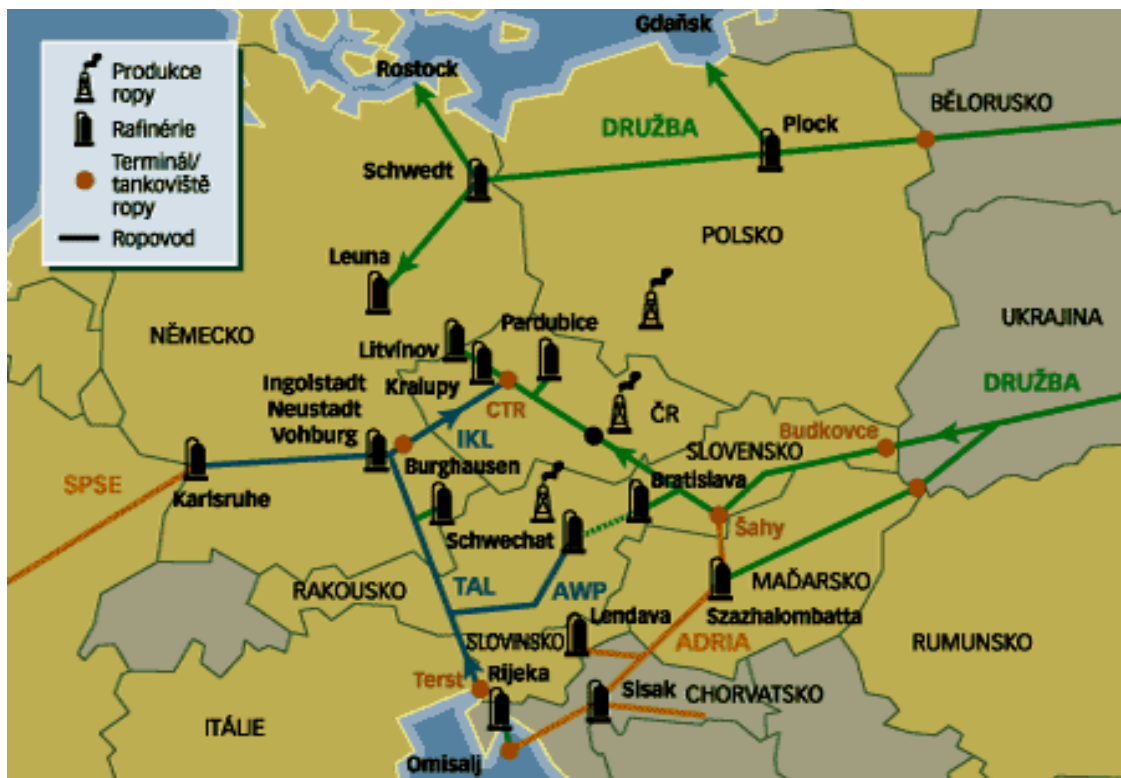 Gdaňsk
Produkce
ropy
Rafinérie
Terminál/
tankoviště
ropy
Ropovod
Rostock
BĚLORUSKO
DRUŽBA
Plock
Schwedt
POLSKO
Leuna
UKRAJINA
NĚMECKO
Pardubice
Litvínov
Kralupy
Ingolstadt
Neustadt
Vohburg
CTR
ČR
DRUŽBA
IKL
SLOVENSKO
Budkovce
Burghausen
SPSE
Karlsruhe
Bratislava
Šahy
Schwechat
RAKOUSKO
TAL
AWP
MAĎARSKO
Szazhalombatta
Lendava
SLOVINSKO
ADRIA
RUMUNSKO
Terst
Rijeka
Sisak
CHORVATSKO
ITÁLIE
Omisalj